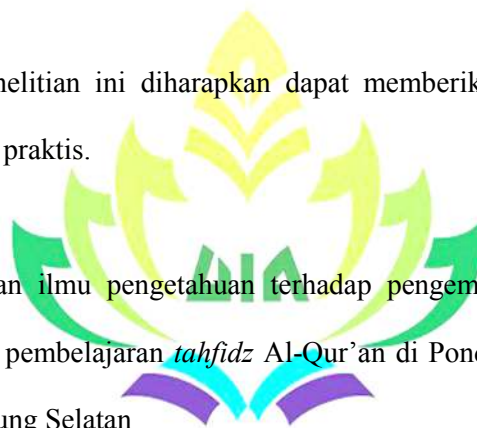 nelitian ini diharapkan dapat memberik
praktis.
an ilmu pengetahuan terhadap pengem
pembelajaran tahfidz Al-Qur’an di Pond
ung Selatan